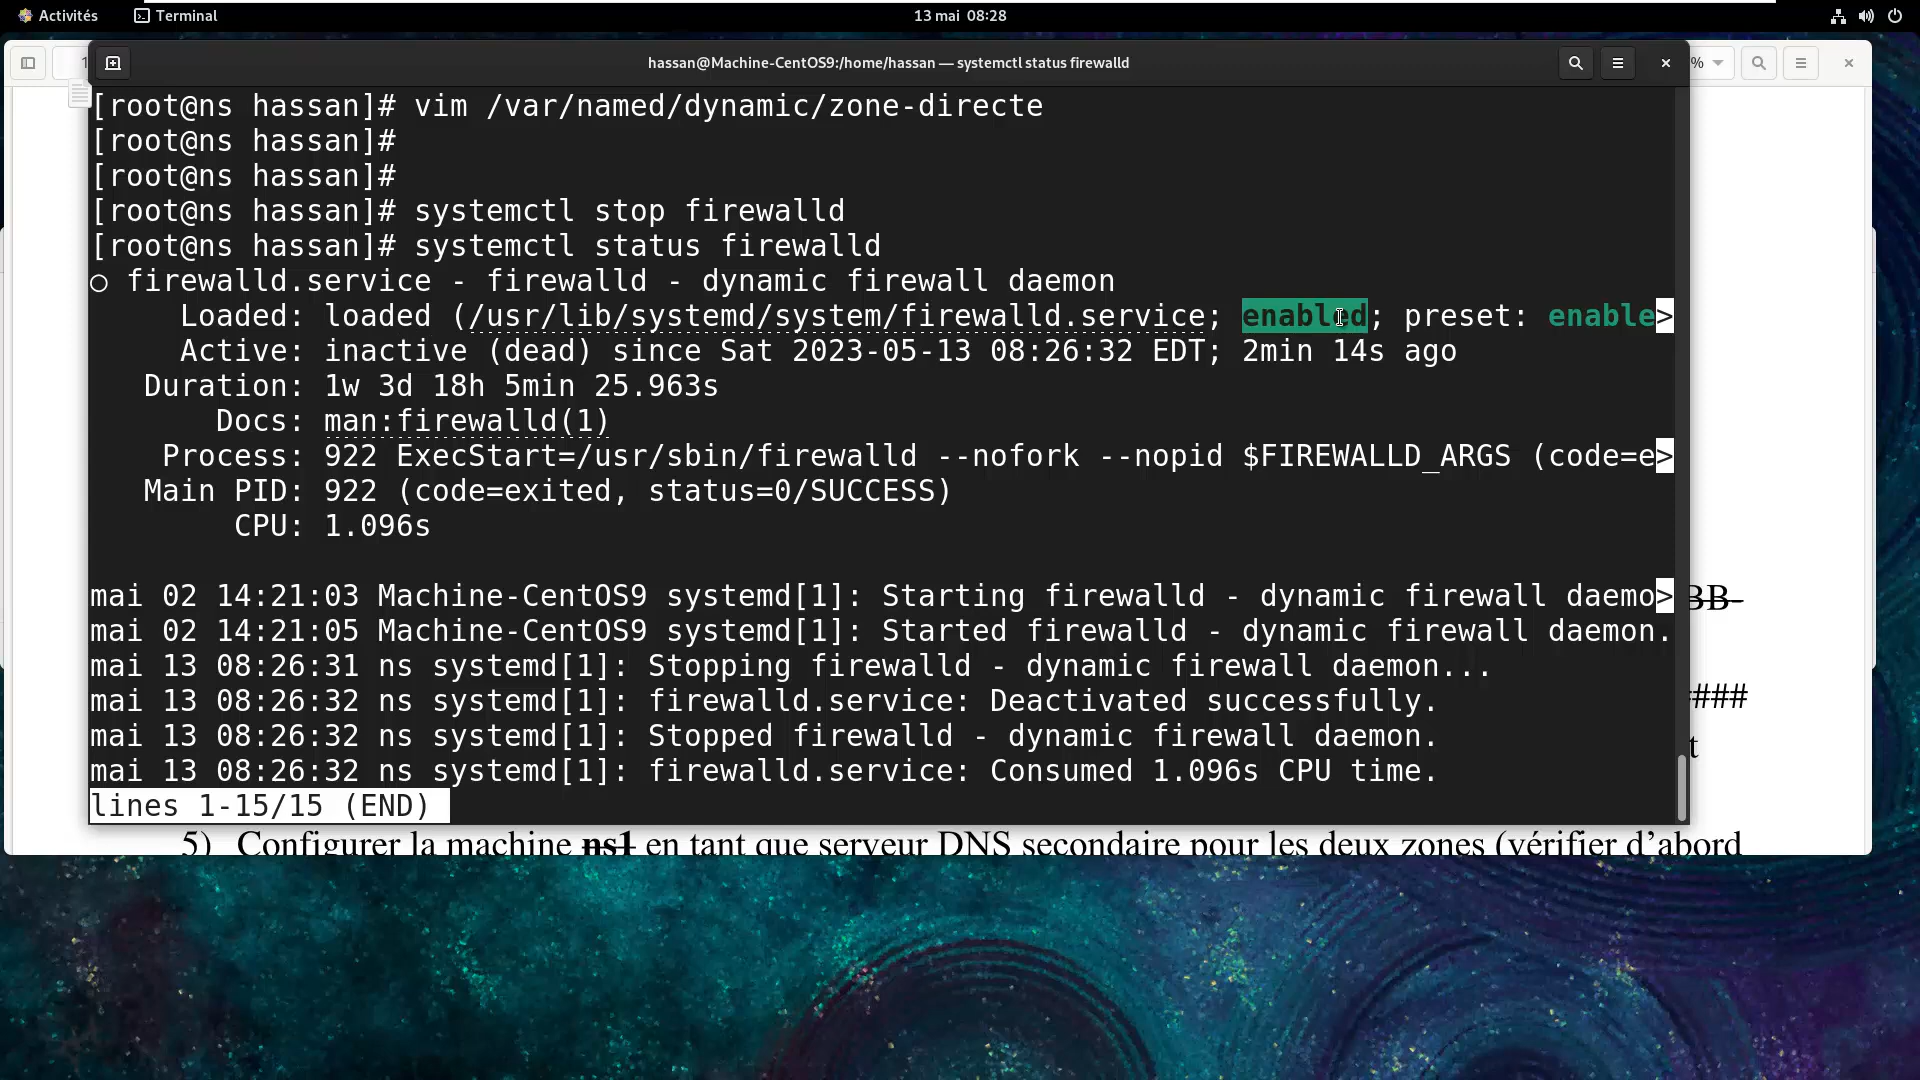 Activités
Terminal
13 mai 08:28
1
hassan@Machine-CentOS9:/home/hassan — systemctl status firewalld
%
[root@ns hassan]# vim /var/named/dynamic/zone-directe
[root@ns hassan]#
[root@ns hassan]#
[root@ns hassan]# systemctl stop firewalld
[root@ns hassan]# systemctl status firewalld
○ firewalld.service - firewalld - dynamic firewall daemon
Loaded: loaded (/usr/lib/systemd/system/firewalld.service; enabled; preset: enable>
Active: inactive (dead) since Sat 2023-05-13 08:26:32 EDT; 2min 14s ago
Duration: 1w 3d 18h 5min 25.963s
Docs: man:firewalld(1)
Process: 922 ExecStart=/usr/sbin/firewalld --nofork --nopid $FIREWALLD_ARGS (code=e>
Main PID: 922 (code=exited, status=0/SUCCESS)
CPU: 1.096s
mai 02 14:21:03 Machine-CentOS9 systemd[1]: Starting firewalld - dynamic firewall daemo>
mai 02 14:21:05 Machine-CentOS9 systemd[1]: Started firewalld - dynamic firewall daemon.
mai 13 08:26:31 ns systemd[1]: Stopping firewalld - dynamic firewall daemon...
mai 13 08:26:32 ns systemd[1]: firewalld.service: Deactivated successfully.
mai 13 08:26:32 ns systemd[1]: Stopped firewalld - dynamic firewall daemon.
mai 13 08:26:32 ns systemd[1]: firewalld.service: Consumed 1.096s CPU time.
lines 1-15/15 (END)
BB-
####
t
5) Configurer la machine ns1 en tant que serveur DNS secondaire pour les deux zones (vérifier d'abord